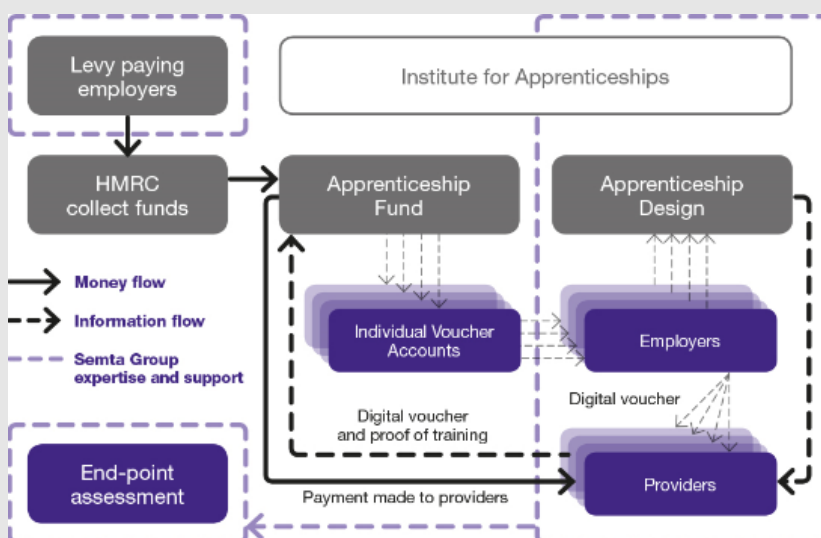 Levy paying
employers
Institute for Apprenticeships
HMRC
collect funds
Apprenticeship
Fund
Apprenticeship
Design
Money flow
Information flow
Semta Group
expertise and support
Individual Voucher
Accounts
Employers
Digital voucher
Digital voucher
and proof of training
End-point
assessment
Payment made to providers
Providers